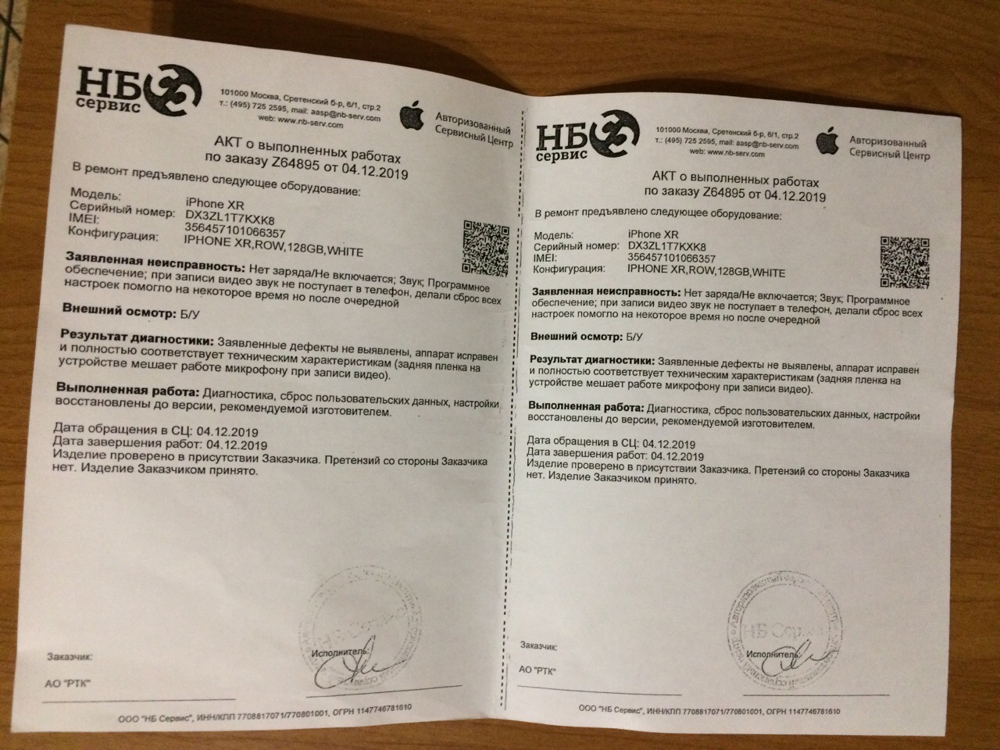 НБ
сервис
101000 Москва, Сретенский б-р, 6/1, стр.2
т.: (495) 725 2595, mail: aasp@nb-serv.com
web: www.nb-serv.com
Авторизованный
Сервисный Центр
АКТ о выполненных работах
по заказу Z64895 от 04.12.2019
В ремонт предъявлено следующее оборудование:
Модель: iPhone XR
Серийный номер: DX3ZL1T7KXK8
IMEI: 356457101066357
Конфигурация: IPHONE XR,ROW,128GB,WHITE
Заявленная неисправность: Нет заряда/Не включается; Звук; Программное
обеспечение; при записи видео звук не поступает в телефон, делали сброс всех
настроек помогло на некоторое время но после очередной
Внешний осмотр: Б/У
Результат диагностики: Заявленные дефекты не выявлены, аппарат исправен
и полностью соответствует техническим характеристикам (задняя пленка на
устройстве мешает работе микрофону при записи видео).
Выполненная работа: Диагностика, сброс пользовательских данных, настройки
восстановлены до версии, рекомендуемой изготовителем.
Дата обращения в СЦ: 04.12.2019
Дата завершения работ: 04.12.2019
Изделие проверено в присутствии Заказчика. Претензий со стороны Заказчика
нет. Изделие Заказчиком принято.
Заказчик:
Исполнитель:
АО "РТК"
ООО "НБ Сервис", ИНН/КПП 7708817071/770801001, ОГРН 1147746781610
НБ
сервис
101000 Москва, Сретенский б-р, 6/1, стр.2
т.: (495) 725 2595, mail: aasp@nb-serv.com
web: www.nb-serv.com
Авторизованный
Сервисный Центр
АКТ о выполненных работах
по заказу Z64895 от 04.12.2019
В ремонт предъявлено следующее оборудование:
Модель: iPhone XR
Серийный номер: DX3ZL1T7KXK8
IMEI: 356457101066357
Конфигурация: IPHONE XR,ROW,128GB,WHITE
Заявленная неисправность: Нет заряда/Не включается; Звук; Программное
обеспечение; при записи видео звук не поступает в телефон, делали сброс всех
настроек помогло на некоторое время но после очередной
Внешний осмотр: Б/У
Результат диагностики: Заявленные дефекты не выявлены, аппарат исправен
и полностью соответствует техническим характеристикам (задняя пленка на
устройстве мешает работе микрофону при записи видео).
Выполненная работа: Диагностика, сброс пользовательских данных, настройки
восстановлены до версии, рекомендуемой изготовителем.
Дата обращения в СЦ: 04.12.2019
Дата завершения работ: 04.12.2019
Изделие проверено в присутствии Заказчика. Претензий со стороны Заказчика
нет. Изделие Заказчиком принято.
НБ Сервис
Заказчик:
Исполнитель:
АО "РТК"
ООО "НБ Сервис", ИНН/КПП 7708817071/770801001, ОГРН 1147746781610